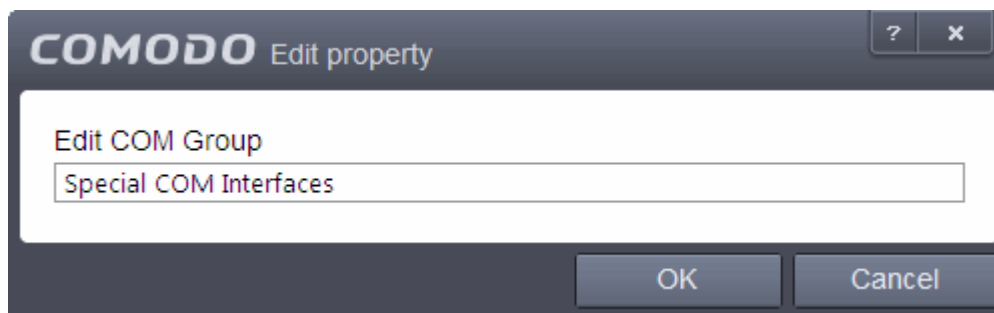 COMODO Edit property ? ×
Edit COM Group
Special COM Interfaces
OK Cancel